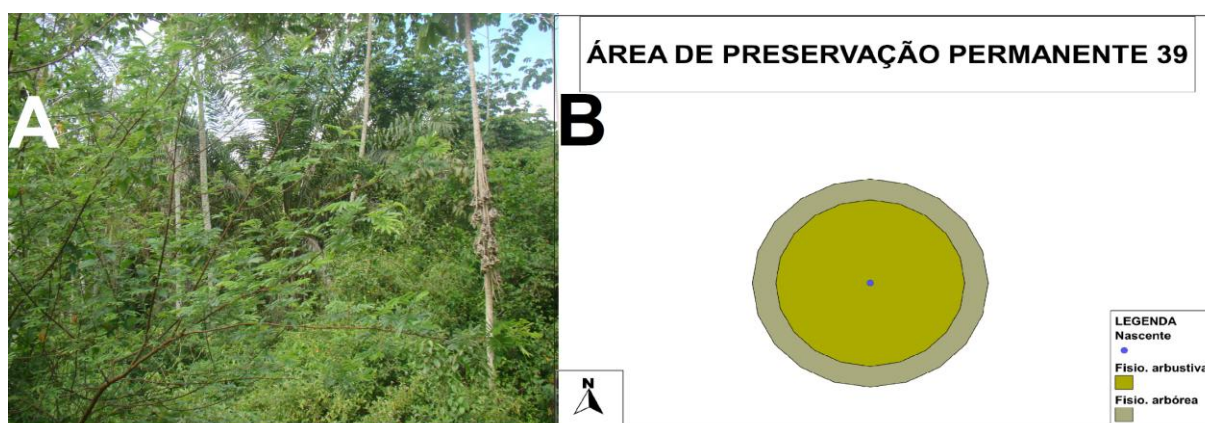 A
B
ÁREA DE PRESERVAÇÃO PERMANENTE 39
N
LEGENDA
Nascente
Fisio. arbustiva
Fisio. arbórea